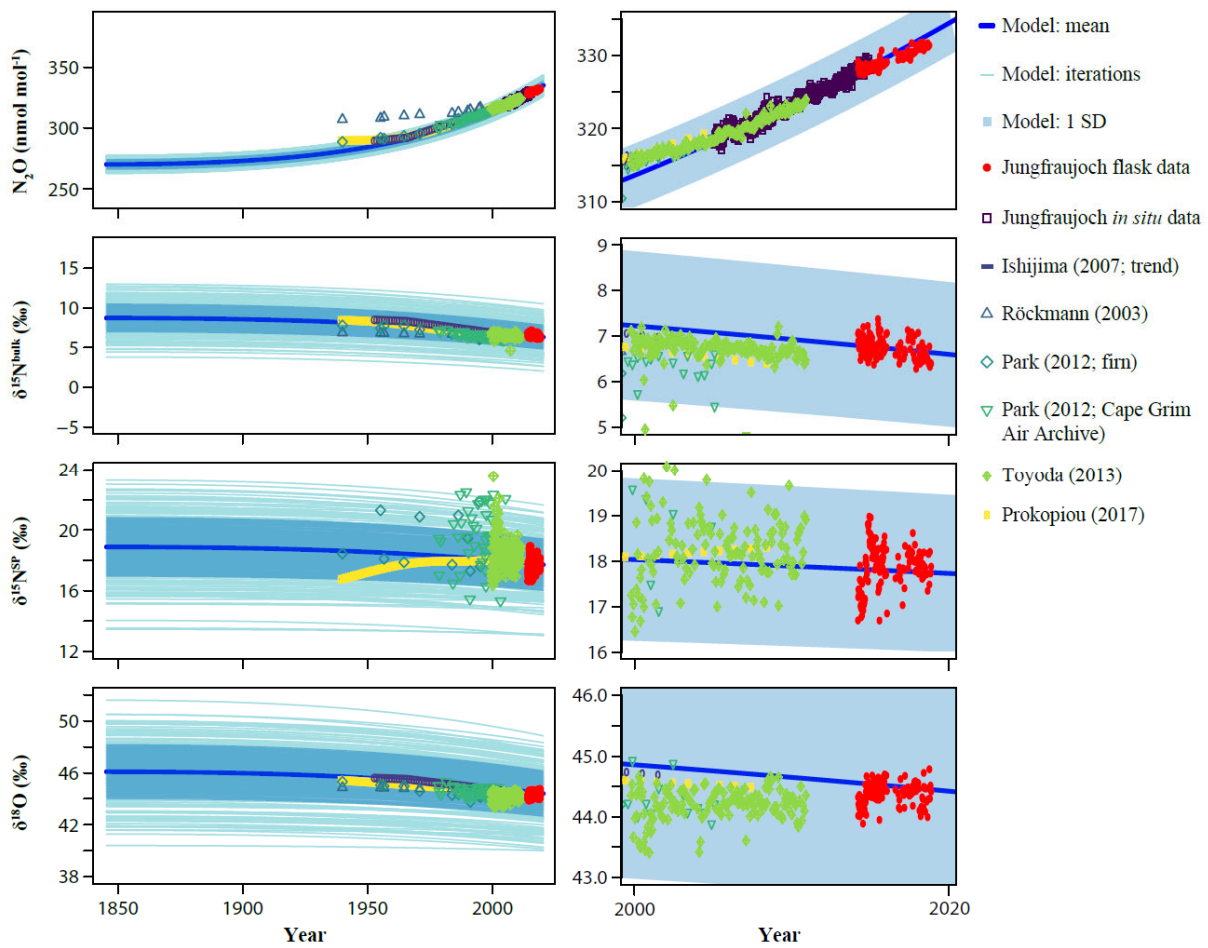 N₂O (nmol mol⁻¹)
350
300
250
330
320
310
δ¹⁵Nᵇᵘˡᵏ (‰)
15
10
5
0
−5
9
8
7
6
5
δ¹⁵Nˢᴾ (‰)
24
20
16
12
20
19
18
17
16
δ¹⁸O (‰)
50
46
42
38
46.0
45.0
44.0
43.0
1850
1900
1950
2000
2000
2020
Year
Year
Model: mean
Model: iterations
Model: 1 SD
Jungfraujoch flask data
Jungfraujoch in situ data
Ishijima (2007; trend)
Röckmann (2003)
Park (2012; firn)
Park (2012; Cape Grim
Air Archive)
Toyoda (2013)
Prokopiou (2017)